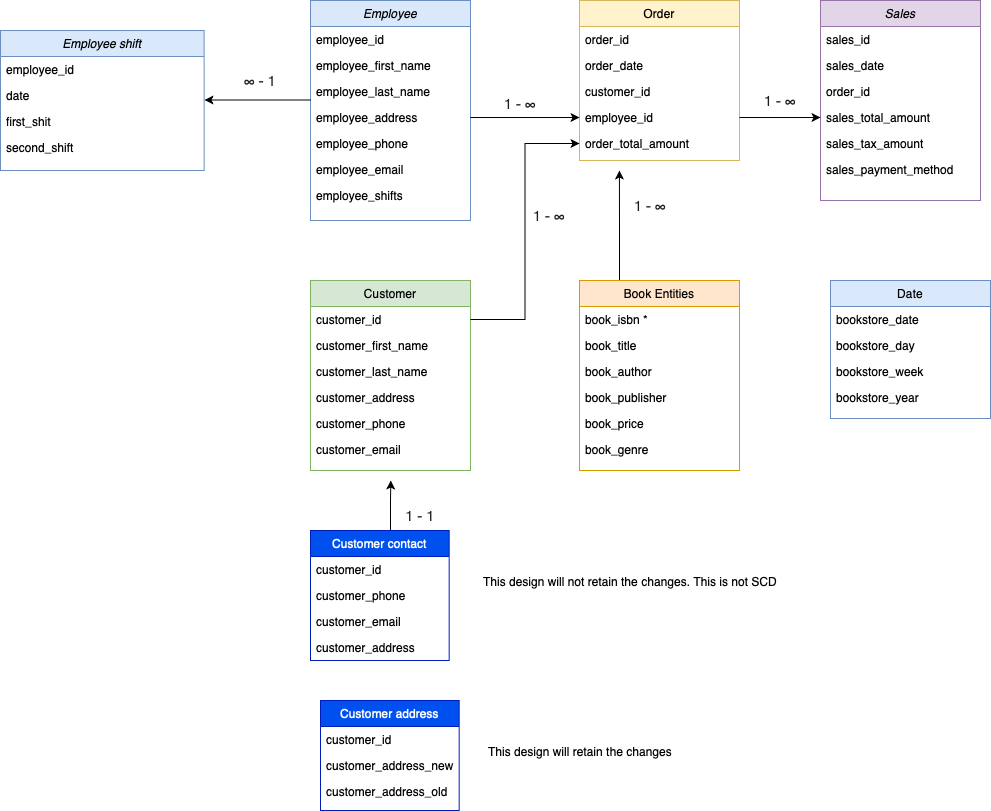 Employee shift
employee_id
date
first_shit
second_shift
∞ - 1
Employee
employee_id
employee_first_name
employee_last_name
employee_address
employee_phone
employee_email
employee_shifts
1 - ∞
Order
order_id
order_date
customer_id
employee_id
order_total_amount
1 - ∞
Sales
sales_id
sales_date
order_id
sales_total_amount
sales_tax_amount
sales_payment_method
1 - ∞
1 - ∞
Customer
customer_id
customer_first_name
customer_last_name
customer_address
customer_phone
customer_email
Book Entities
book_isbn *
book_title
book_author
book_publisher
book_price
book_genre
Date
bookstore_date
bookstore_day
bookstore_week
bookstore_year
1 - 1
Customer contact
customer_id
customer_phone
customer_email
customer_address
This design will not retain the changes. This is not SCD
Customer address
customer_id
customer_address_new
customer_address_old
This design will retain the changes